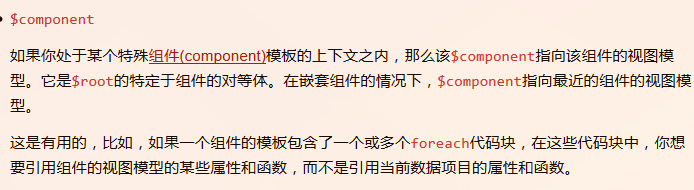 $component
如果你处于某个特殊组件(component)模板的上下文之内，那么该$component指向该组件的视图模
型。它是$root的特定于组件的对等体。在嵌套组件的情况下，$component指向最近的组件的视图模
型。
这是有用的，比如，如果一个组件的模板包含了一个或多个foreach代码块，在这些代码块中，你想
要引用组件的视图模型的某些属性和函数，而不是引用当前数据项目的属性和函数。